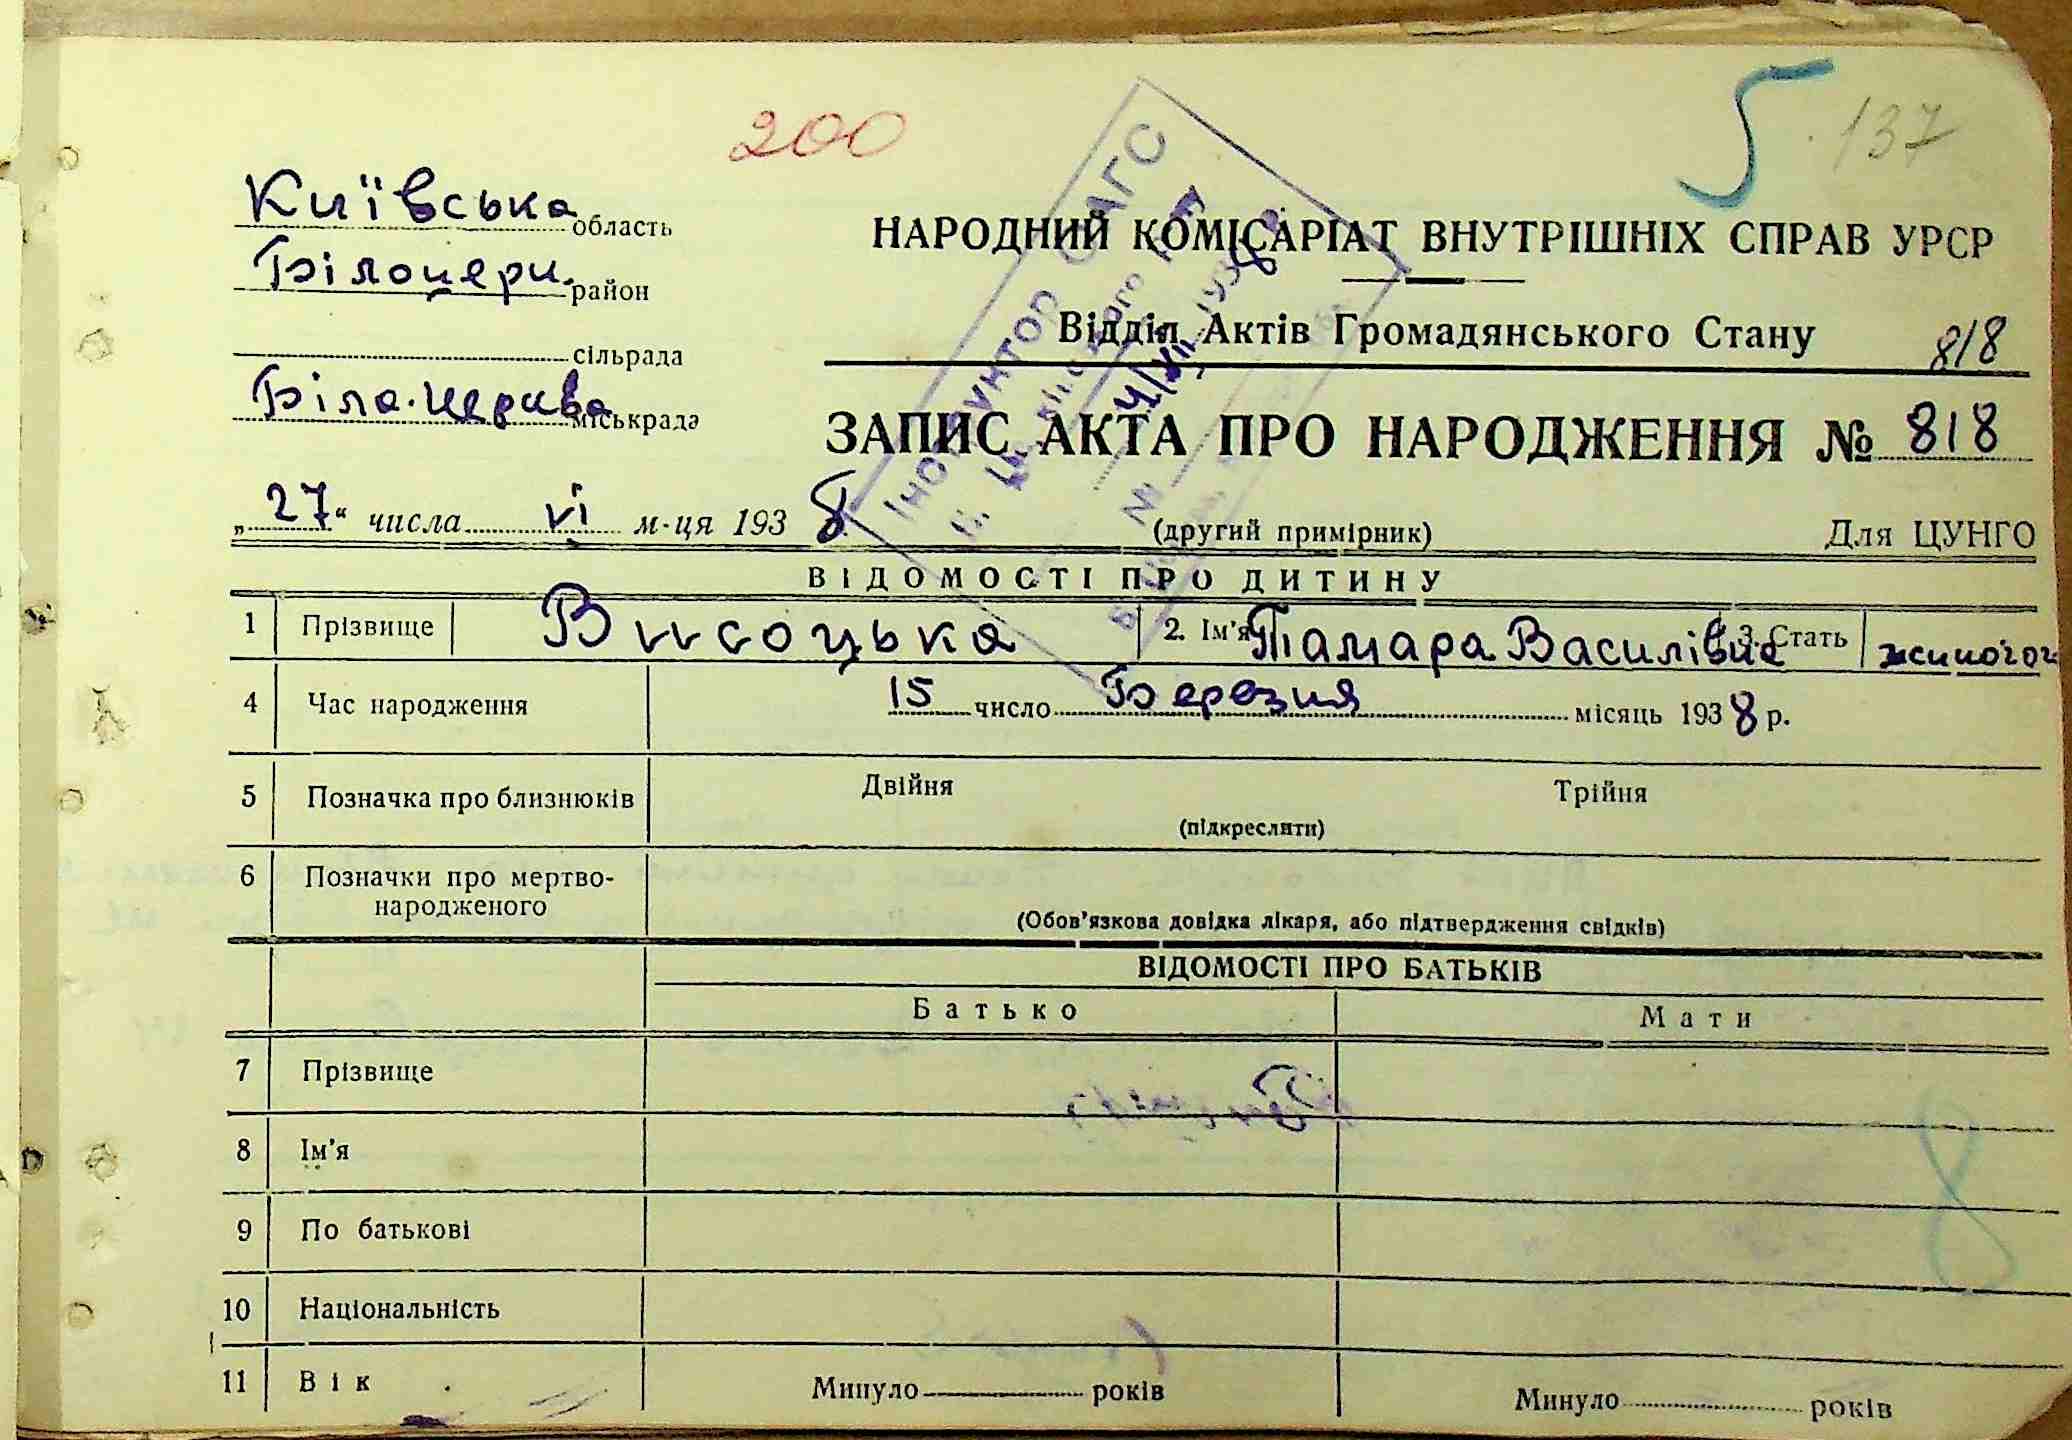 200
5
137
Київська область
Білоцерк. район
сільрада
Біла-Церква міськрада
НАРОДНИЙ КОМІСАРІАТ ВНУТРІШНІХ СПРАВ УРСР
Відділ Актів Громадянського Стану 818
ЗАПИС АКТА ПРО НАРОДЖЕННЯ № 818
„27“ числа VI м-ця 1938
(другий примірник)
Для ЦУНГО
Інспектор ОАГС
ВІДОМОСТІ ПРО ДИТИНУ
1 Прізвище Висоцька 2. Ім'я Тамара Василівна 3. Стать
4 Час народження 15 число Березня місяць 1938 р.
5 Позначка про близнюків Двійня Трійня
(підкреслити)
6 Позначки про мертво-
народженого
(Обов'язкова довідка лікаря, або підтвердження свідків)
ВІДОМОСТІ ПРО БАТЬКІВ
Батько Мати
7 Прізвище
8 Ім'я
8
9 По батькові
10 Національність
11 Вік Минуло років Минуло років